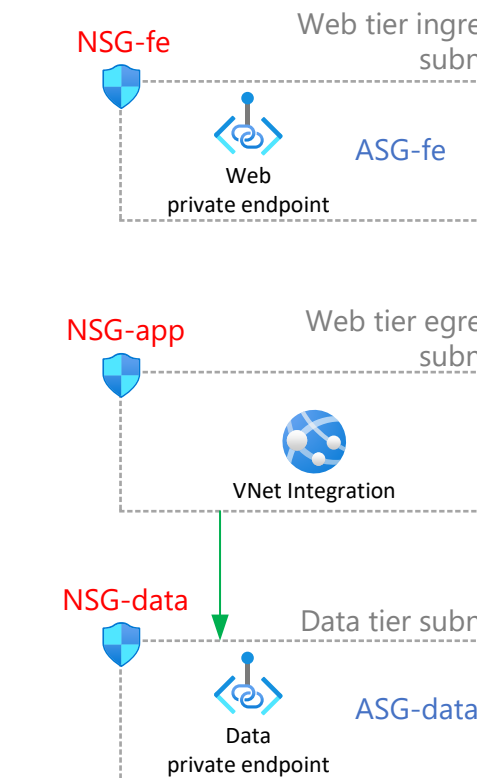 NSG-fe
Web tier ingre
subn
ASG-fe
Web
private endpoint
NSG-app
Web tier egre
subn
VNet Integration
NSG-data
Data tier subn
ASG-data
Data
private endpoint